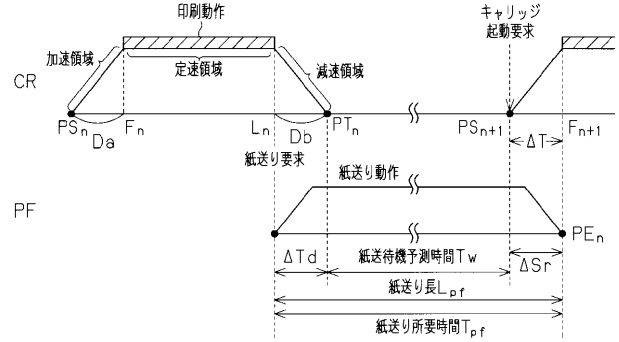 印刷動作
キャリッジ
起動要求
加速領域
定速領域
減速領域
CR
PSn
Da
Fn
Ln
Db
PTn
PSn+1
ΔT
Fn+1
紙送り要求
紙送り動作
PF
PEn
ΔTd
紙送待機予測時間Tw
ΔSr
紙送り長Lpf
紙送り所要時間Tpf